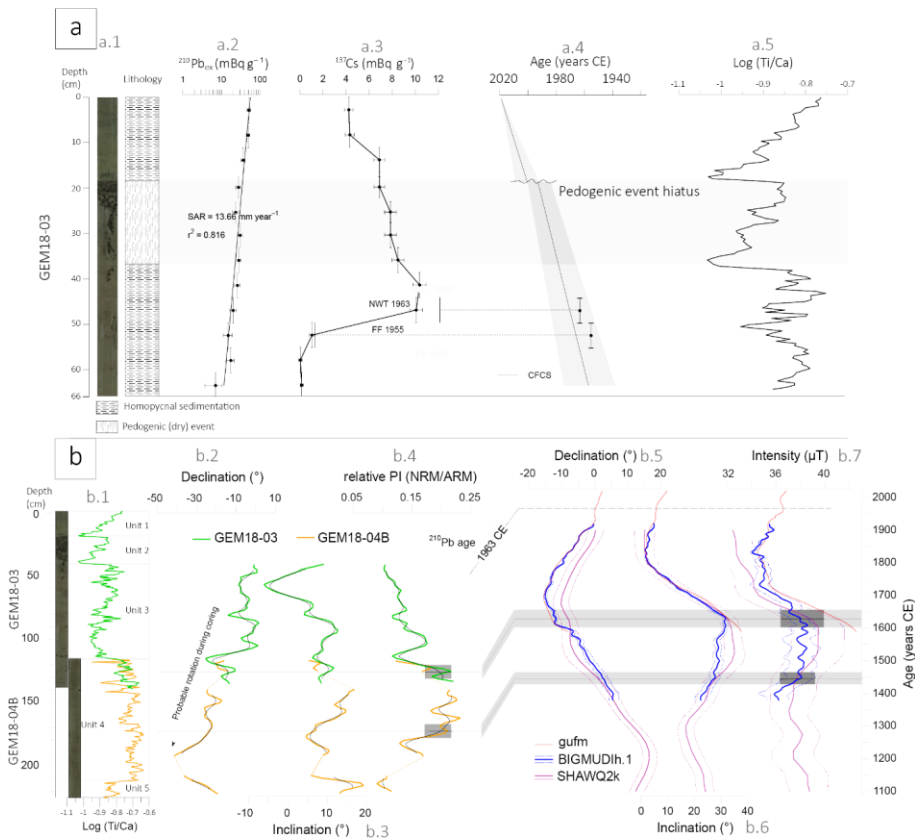 a
a.1
a.2
a.3
a.4
a.5
Depth (cm)
Lithology
²¹⁰Pbₑₓ (mBq g⁻¹)
1 10 100
¹³⁷Cs (mBq g⁻¹)
0 2 4 6 8 10 12
Age (years CE)
2020 1980 1940
Log (Ti/Ca)
-1.1 -1 -0.9 -0.8 -0.7
0
10
20
30
40
50
60
66
GEM18-03
SAR = 13.66 mm year⁻¹
r² = 0.816
Pedogenic event hiatus
NWT 1963
FF 1955
CFCS
Homopycnal sedimentation
Pedogenic (dry) event
b
b.1
b.2
Declination (°)
-50 -30 -10 10
b.4
relative PI (NRM/ARM)
0.05 0.15 0.25
Declination (°) b.5
-20 -10 0 10 20
Intensity (µT) b.7
32 36 40
Depth (cm)
0
50
100
150
200
GEM18-03
GEM18-04B
Unit 1
Unit 2
Unit 3
Unit 4
Unit 5
GEM18-03
GEM18-04B
²¹⁰Pb age
1963 CE
Probable rotation during coring
2000
1900
1800
1700
1600
1500
1400
1300
1200
1100
Age (years CE)
gufm
BIGMUDIh.1
SHAWQ2k
-1.1 -1 -0.9 -0.8 -0.7 -0.6 -0.5
Log (Ti/Ca)
-10 0 10 20
Inclination (°)
b.3
0 10 20 30 40
Inclination (°) b.6